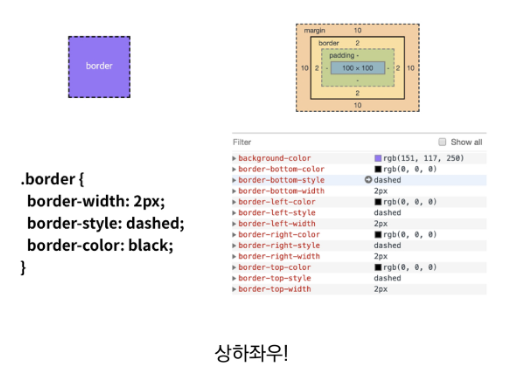 border
margin 10
border 2
padding -
10 2 - 100 × 100 - 2 10
-
2
10
Filter Show all
background-color rgb(151, 117, 250)
border-bottom-color rgb(0, 0, 0)
border-bottom-style dashed
border-bottom-width 2px
border-left-color rgb(0, 0, 0)
border-left-style dashed
border-left-width 2px
border-right-color rgb(0, 0, 0)
border-right-style dashed
border-right-width 2px
border-top-color rgb(0, 0, 0)
border-top-style dashed
border-top-width 2px
.border {
border-width: 2px;
border-style: dashed;
border-color: black;
}
상하좌우!